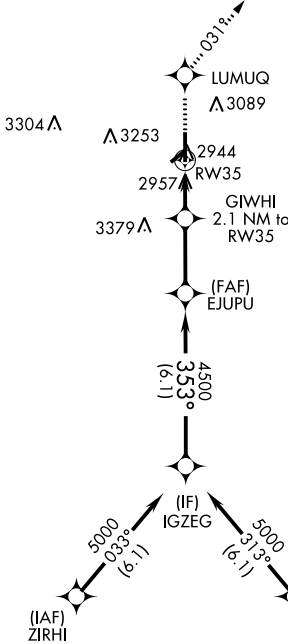 031°
LUMUQ
3089
3304
3253
2944
RW35
2957
GIWHI
2.1 NM to
RW35
3379
(FAF)
EJUPU
4500
353°
(6.1)
(IF)
IGZEG
5000
033°
(6.1)
5000
313°
(6.1)
(IAF)
ZIRHI